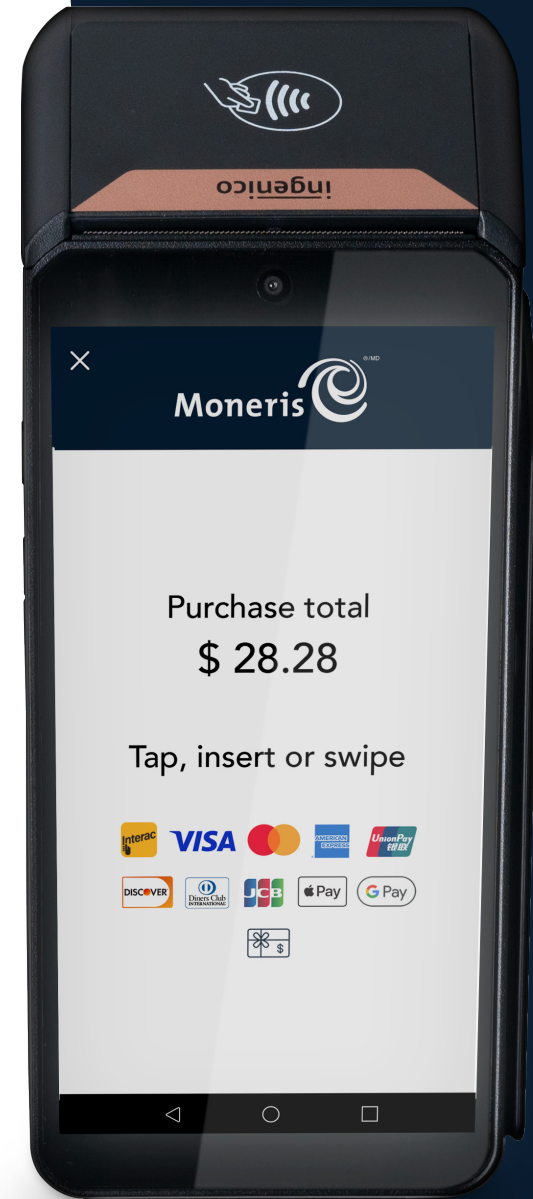 ingenico
Moneris ®/MD
Purchase total
$ 28.28
Tap, insert or swipe
Interac VISA AMERICAN EXPRESS UnionPay 银联
DISCOVER Diners Club INTERNATIONAL JCB Pay G Pay
$